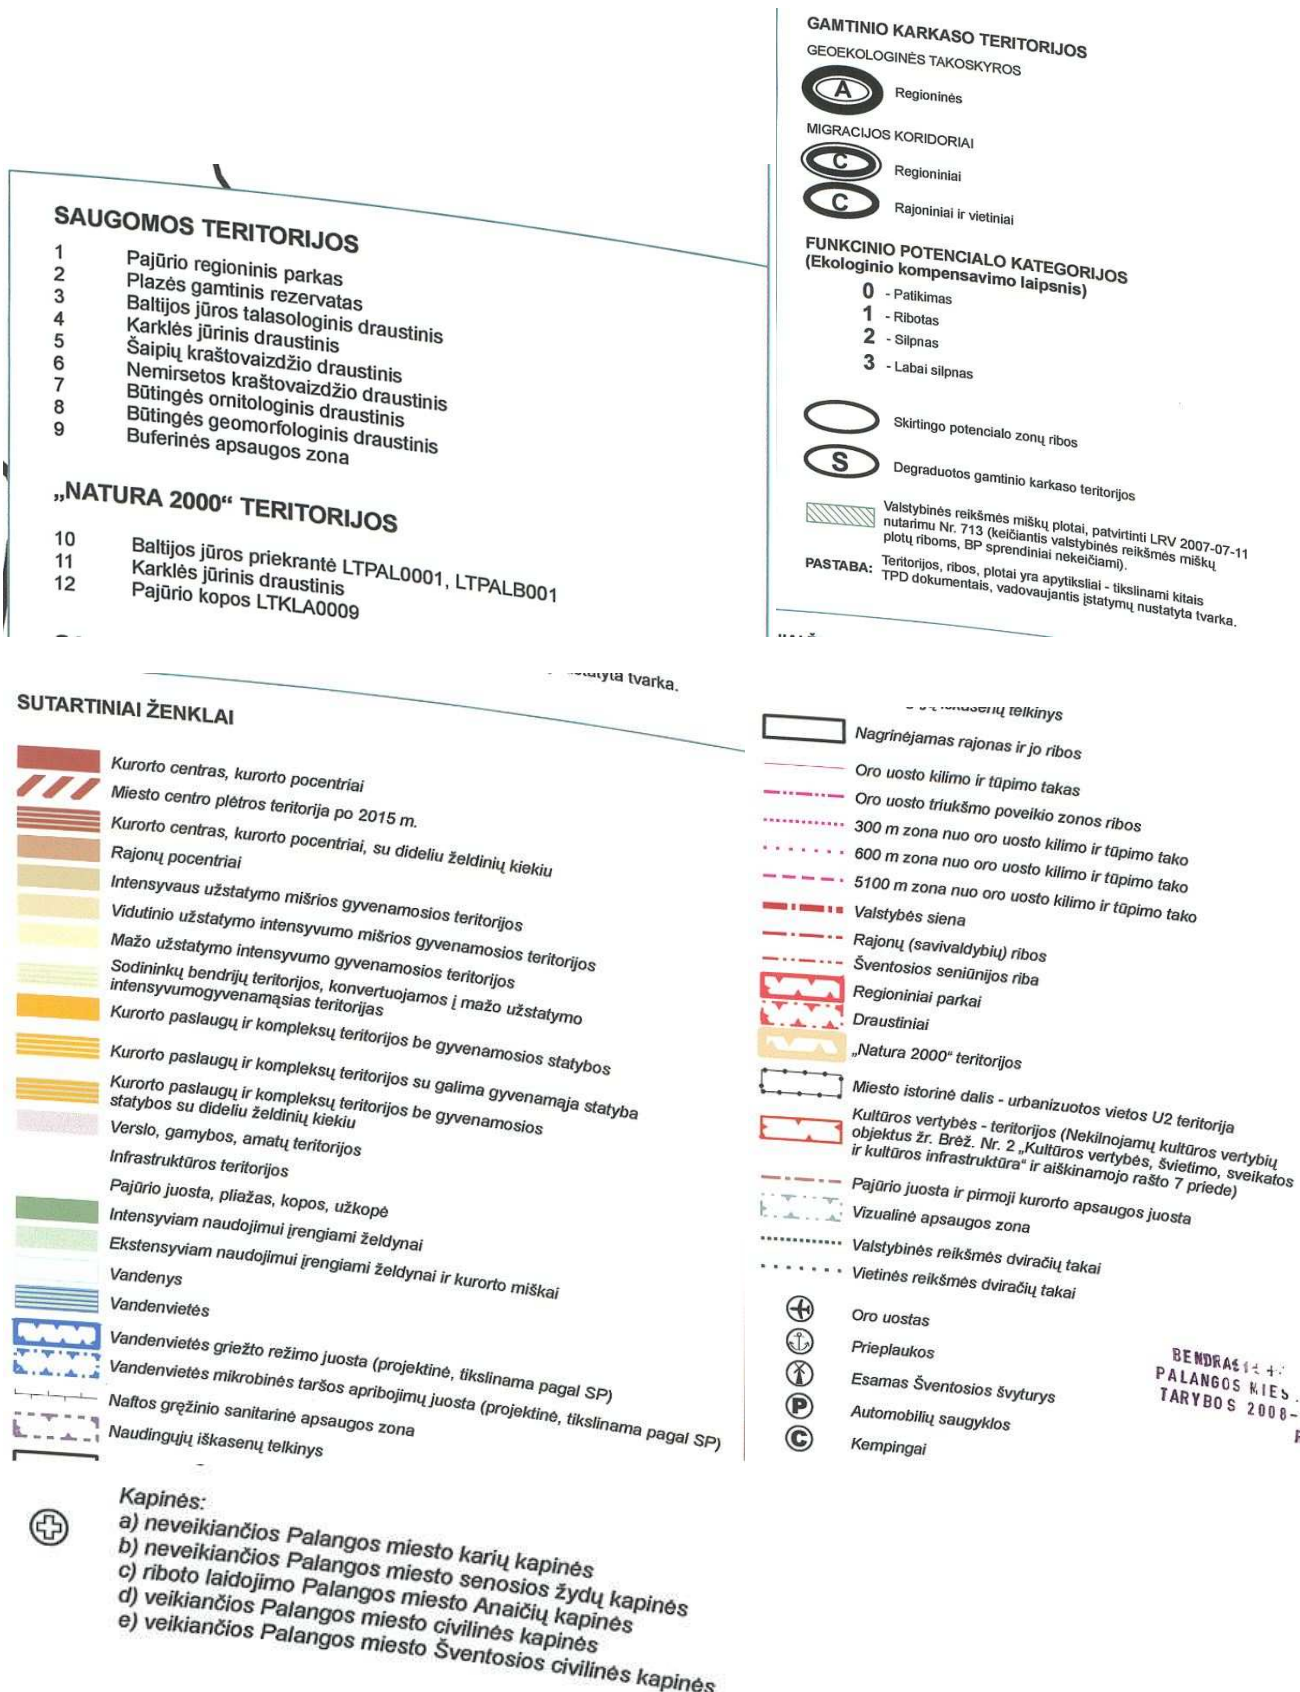 SAUGOMOS TERITORIJOS
1 Pajūrio regioninis parkas
2 Plazės gamtinis rezervatas
3 Baltijos jūros talasologinis draustinis
4 Karklės jūrinis draustinis
5 Šaipių kraštovaizdžio draustinis
6 Nemirsetos kraštovaizdžio draustinis
7 Būtingės ornitologinis draustinis
8 Būtingės geomorfologinis draustinis
9 Buferinės apsaugos zona
„NATURA 2000“ TERITORIJOS
10 Baltijos jūros priekrantė LTPAL0001, LTPALB001
11 Karklės jūrinis draustinis
12 Pajūrio kopos LTKLA0009
GAMTINIO KARKASO TERITORIJOS
GEOEKOLOGINĖS TAKOSKYROS
A Regioninės
MIGRACIJOS KORIDORIAI
C Regioniniai
C Rajoniniai ir vietiniai
FUNKCINIO POTENCIALO KATEGORIJOS
(Ekologinio kompensavimo laipsnis)
0 - Patikimas
1 - Ribotas
2 - Silpnas
3 - Labai silpnas
Skirtingo potencialo zonų ribos
S Degraduotos gamtinio karkaso teritorijos
Valstybinės reikšmės miškų plotai, patvirtinti LRV 2007-07-11
nutarimu Nr. 713 (keičiantis valstybinės reikšmės miškų
plotų riboms, BP sprendiniai nekeičiami).
PASTABA: Teritorijos, ribos, plotai yra apytiksliai - tikslinami kitais
TPD dokumentais, vadovaujantis įstatymų nustatyta tvarka.
tvarka.
SUTARTINIAI ŽENKLAI
Kurorto centras, kurorto pocentriai
Miesto centro plėtros teritorija po 2015 m.
Kurorto centras, kurorto pocentriai, su dideliu želdinių kiekiu
Rajonų pocentriai
Intensyvaus užstatymo mišrios gyvenamosios teritorijos
Vidutinio užstatymo intensyvumo mišrios gyvenamosios teritorijos
Mažo užstatymo intensyvumo gyvenamosios teritorijos
Sodininkų bendrijų teritorijos, konvertuojamos į mažo užstatymo
intensyvumogyvenamąsias teritorijas
Kurorto paslaugų ir kompleksų teritorijos be gyvenamosios statybos
Kurorto paslaugų ir kompleksų teritorijos su galima gyvenamąja statyba
Kurorto paslaugų ir kompleksų teritorijos be gyvenamosios
statybos su dideliu želdinių kiekiu
Verslo, gamybos, amatų teritorijos
Infrastruktūros teritorijos
Pajūrio juosta, pliažas, kopos, užkopė
Intensyviam naudojimui įrengiami želdynai
Ekstensyviam naudojimui įrengiami želdynai ir kurorto miškai
Vandenys
Vandenvietės
Vandenvietės griežto režimo juosta (projektinė, tikslinama pagal SP)
Vandenvietės mikrobinės taršos apribojimų juosta (projektinė, tikslinama pagal SP)
Naftos gręžinio sanitarinė apsaugos zona
Naudingųjų iškasenų telkinys
telkinys
Nagrinėjamas rajonas ir jo ribos
Oro uosto kilimo ir tūpimo takas
Oro uosto triukšmo poveikio zonos ribos
300 m zona nuo oro uosto kilimo ir tūpimo tako
600 m zona nuo oro uosto kilimo ir tūpimo tako
5100 m zona nuo oro uosto kilimo ir tūpimo tako
Valstybės siena
Rajonų (savivaldybių) ribos
Šventosios seniūnijos riba
Regioniniai parkai
Draustiniai
„Natura 2000“ teritorijos
Miesto istorinė dalis - urbanizuotos vietos U2 teritorija
Kultūros vertybės - teritorijos (Nekilnojamų kultūros vertybių
objektus žr. Brėž. Nr. 2 „Kultūros vertybės, švietimo, sveikatos
ir kultūros infrastruktūra“ ir aiškinamojo rašto 7 priede)
Pajūrio juosta ir pirmoji kurorto apsaugos juosta
Vizualinė apsaugos zona
Valstybinės reikšmės dviračių takai
Vietinės reikšmės dviračių takai
Oro uostas
Prieplaukos
Esamas Šventosios švyturys
P Automobilių saugyklos
C Kempingai
PALANGOS MIES.
TARYBOS 2008-
Kapinės:
a) neveikiančios Palangos miesto karių kapinės
b) neveikiančios Palangos miesto senosios žydų kapinės
c) riboto laidojimo Palangos miesto Anaičių kapinės
d) veikiančios Palangos miesto civilinės kapinės
e) veikiančios Palangos miesto Šventosios civilinės kapinės